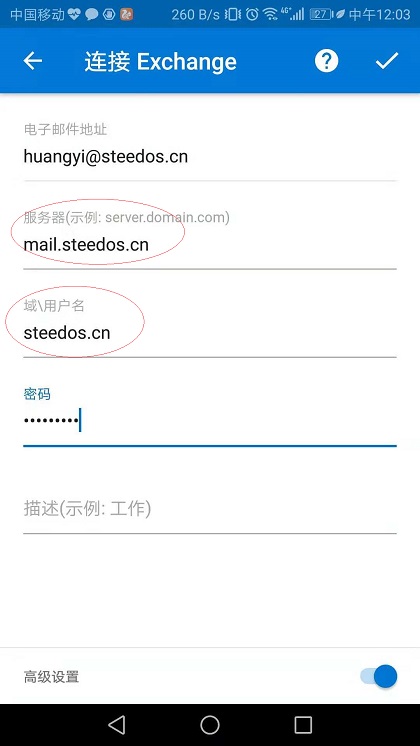 中国移动 260 B/s 4G+ 27 中午12:03
连接 Exchange ?
电子邮件地址
huangyi@steedos.cn
服务器(示例: server.domain.com)
mail.steedos.cn
域\用户名
steedos.cn
密码
•••••••••
描述(示例: 工作)
高级设置